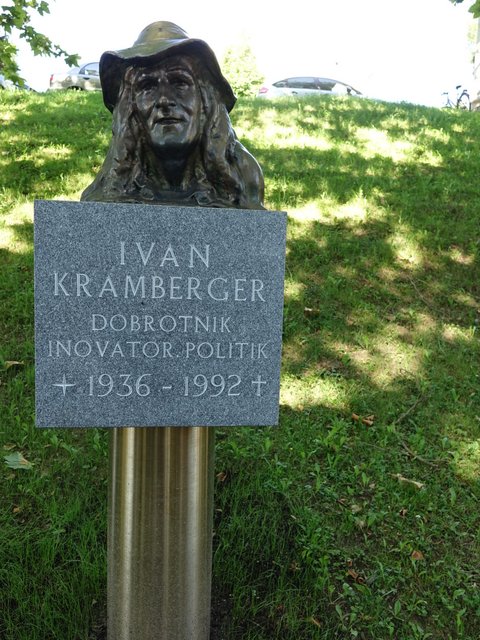 IVAN
KRAMBERGER
DOBROTNIK
INOVATOR. POLITIK
1936 - 1992 †